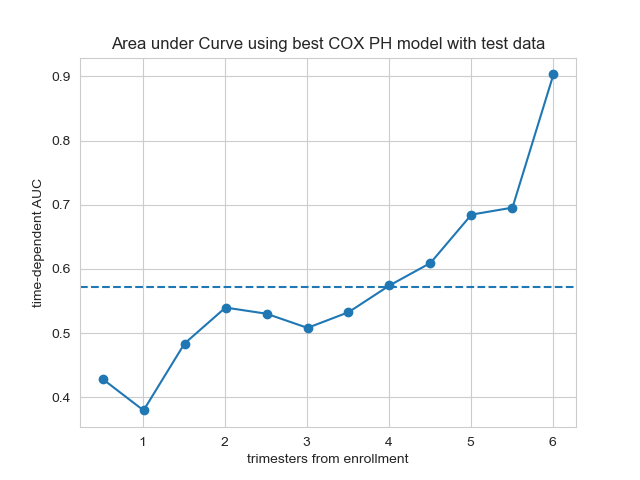 Area under Curve using best COX PH model with test data
time-dependent AUC
0.9
0.8
0.7
0.6
0.5
0.4
1 2 3 4 5 6
trimesters from enrollment